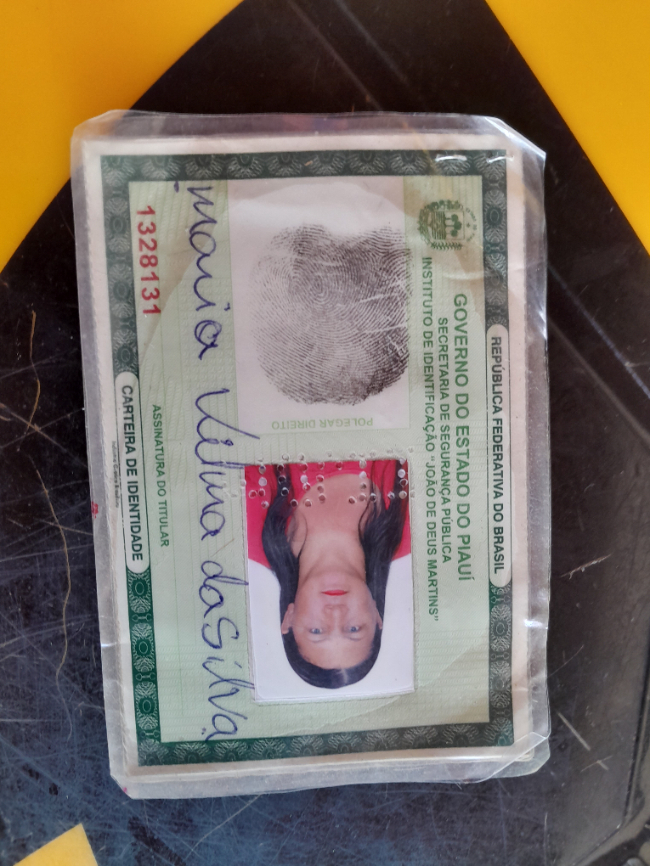 REPÚBLICA FEDERATIVA DO BRASIL
GOVERNO DO ESTADO DO PIAUÍ
SECRETARIA DE SEGURANÇA PÚBLICA
INSTITUTO DE IDENTIFICAÇÃO "JOÃO DE DEUS MARTINS"
POLEGAR DIREITO
Maria Vilma da Silva
ASSINATURA DO TITULAR
1328131
CARTEIRA DE IDENTIDADE